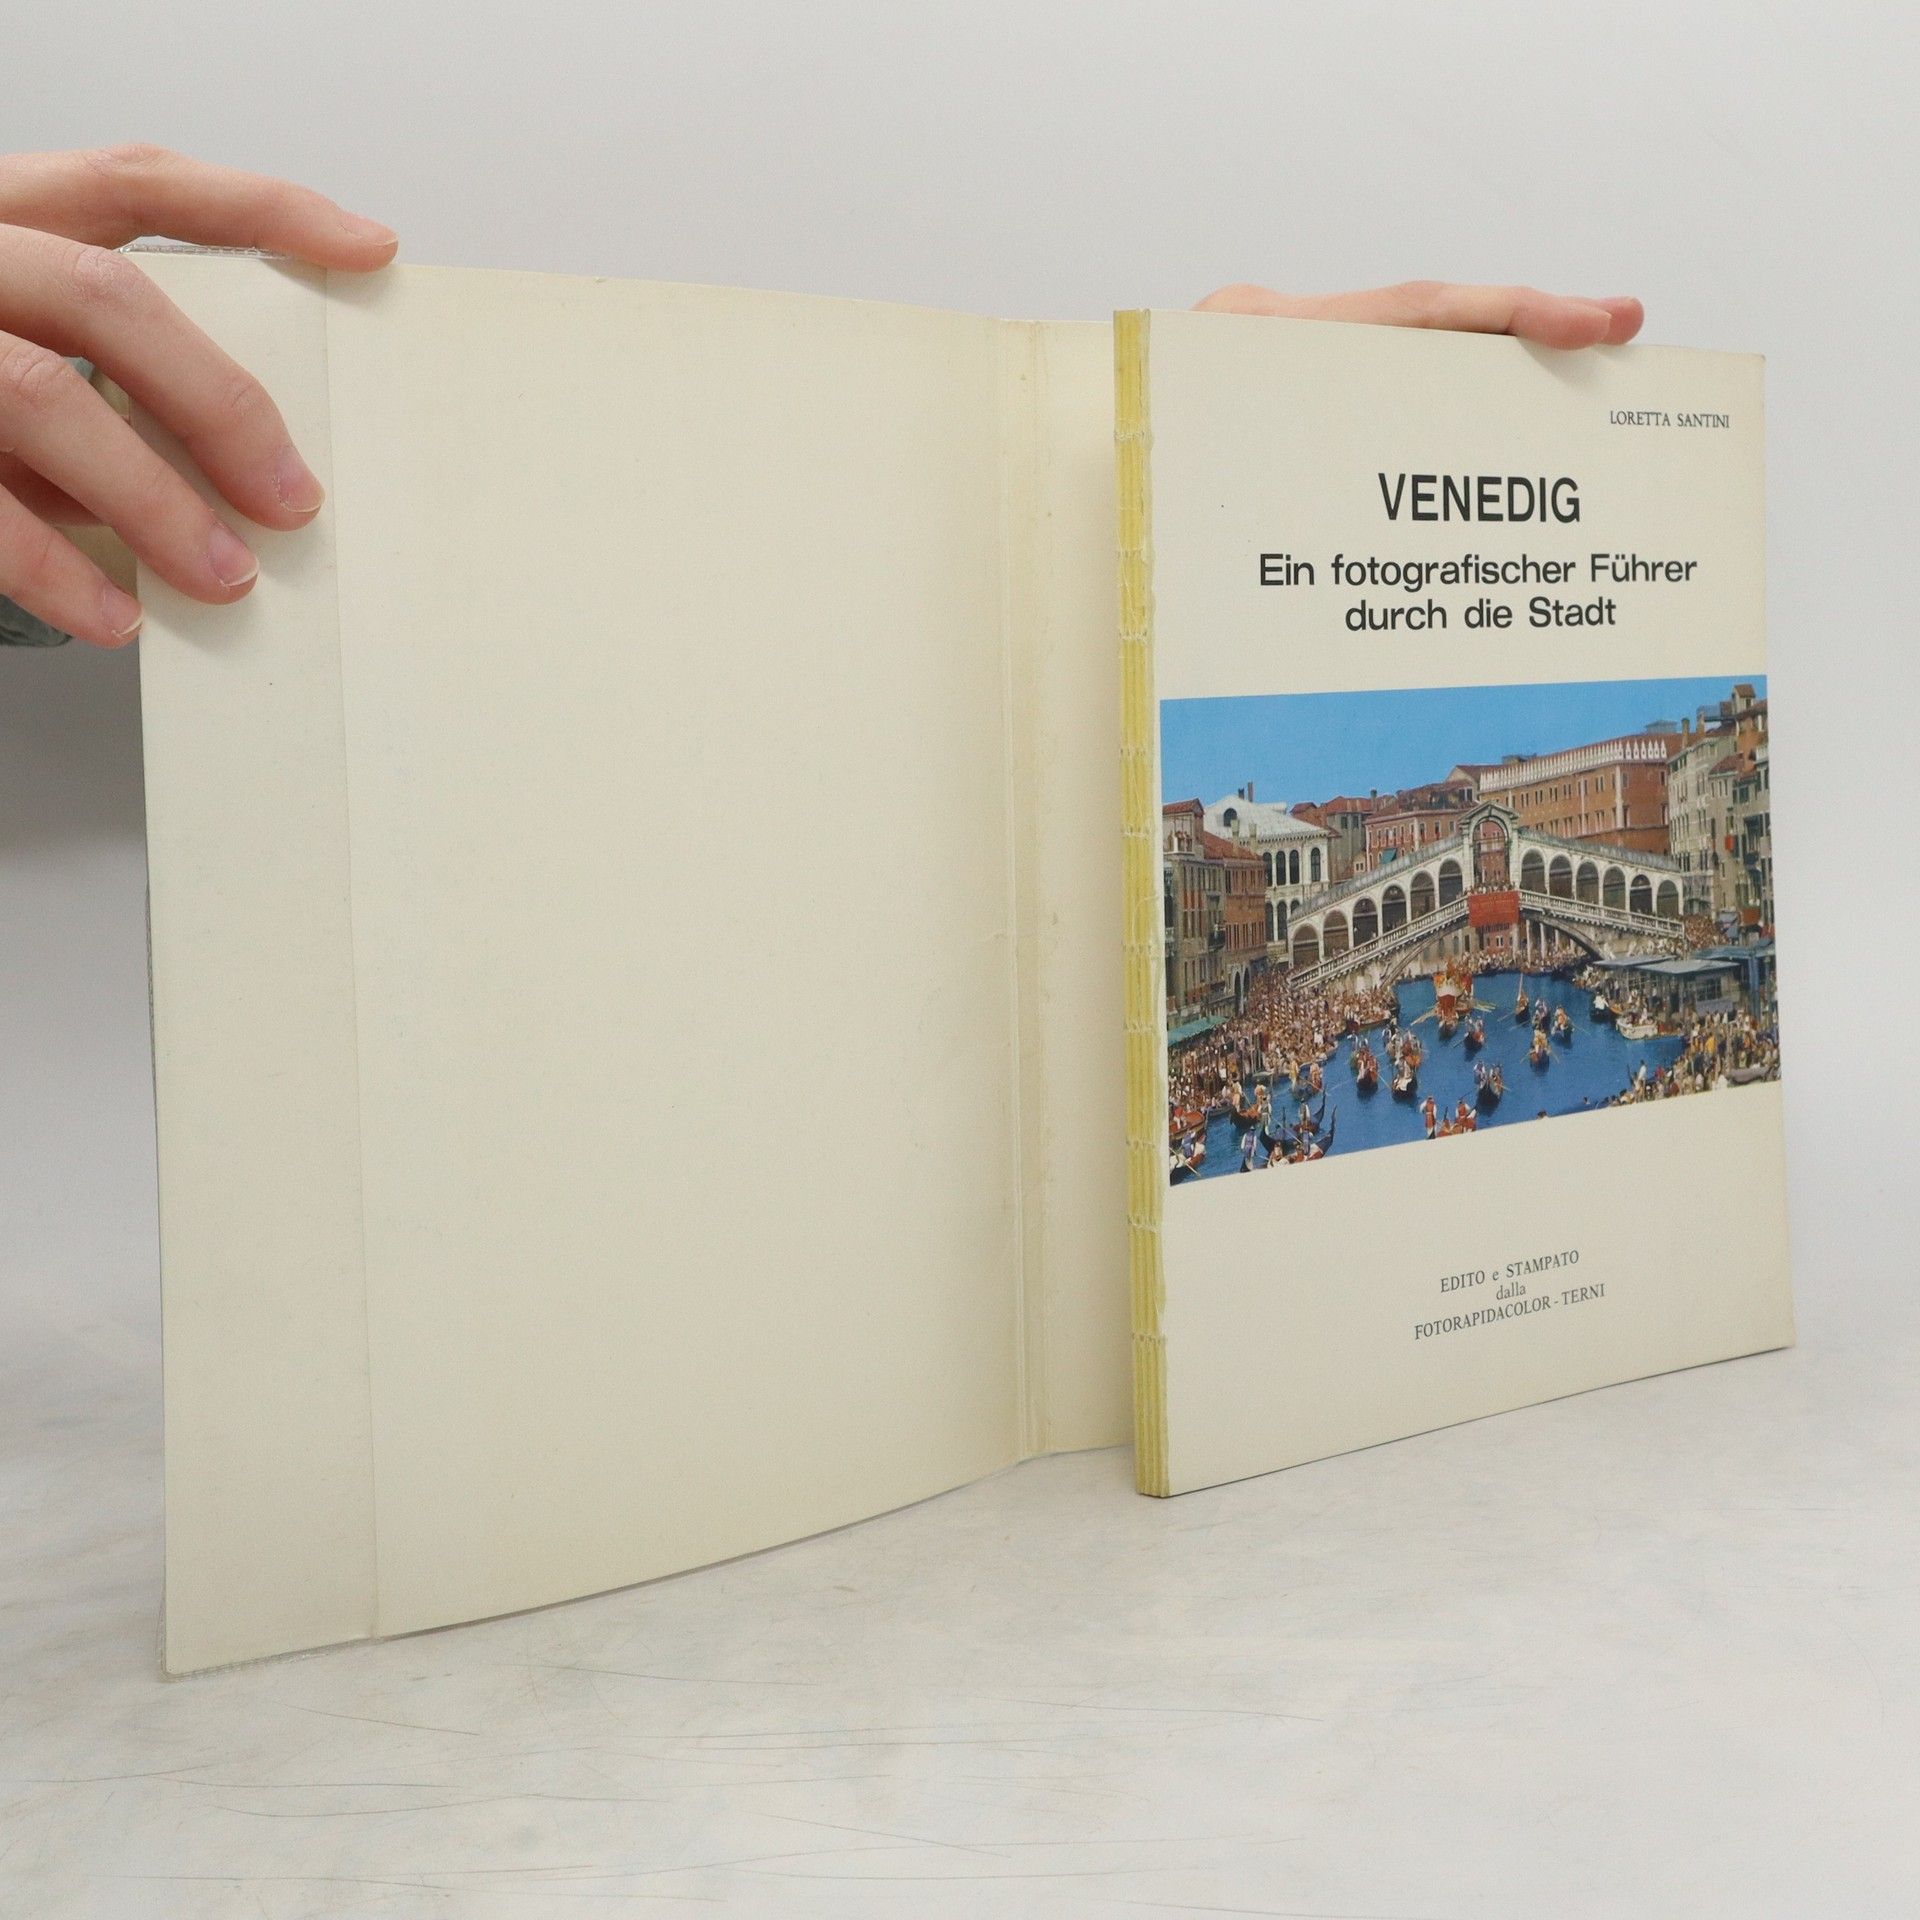 LORETTA SANTINI
VENEDIG
Ein fotografischer Führer
durch die Stadt
EDITO e STAMPATO
dalla
FOTORAPIDACOLOR - TERNI